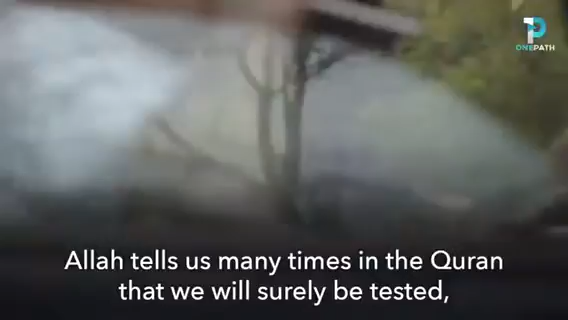 ONEPATH
Allah tells us many times in the Quran
that we will surely be tested,